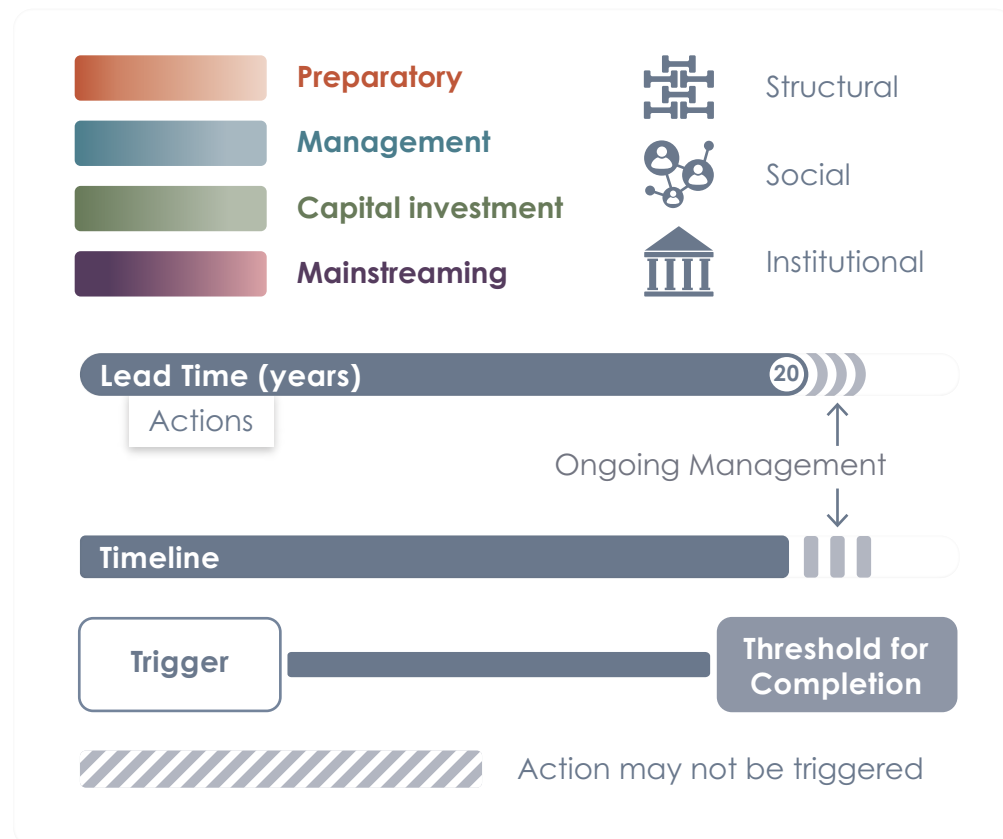 Preparatory
Management
Capital investment
Mainstreaming
Structural
Social
Institutional
Lead Time (years)
20
Actions
Ongoing Management
Timeline
Trigger
Threshold for
Completion
Action may not be triggered